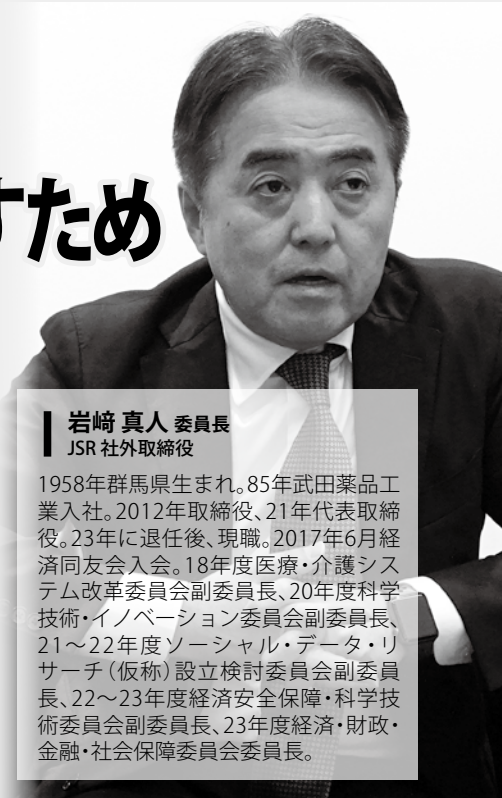 すため
岩﨑 真人 委員長
JSR 社外取締役
1958年群馬県生まれ。85年武田薬品工
業入社。2012年取締役、21年代表取締
役。23年に退任後、現職。2017年6月経
済同友会入会。18年度医療・介護シス
テム改革委員会副委員長、20年度科学
技術・イノベーション委員会副委員長、
21～22年度ソーシャル・データ・リ
サーチ（仮称）設立検討委員会副委員
長、22～23年度経済安全保障・科学技
術委員会副委員長、23年度経済・財政・
金融・社会保障委員会委員長。